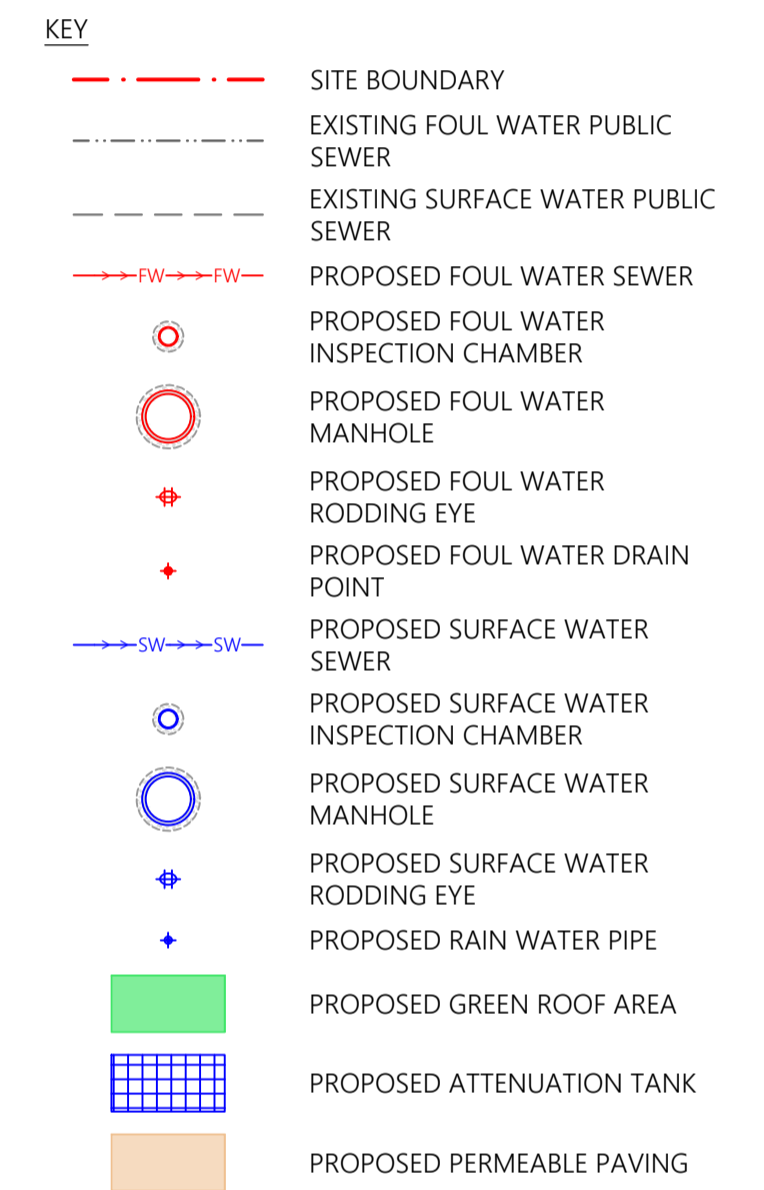 KEY
SITE BOUNDARY
EXISTING FOUL WATER PUBLIC
SEWER
EXISTING SURFACE WATER PUBLIC
SEWER
FW FW
PROPOSED FOUL WATER SEWER
PROPOSED FOUL WATER
INSPECTION CHAMBER
PROPOSED FOUL WATER
MANHOLE
PROPOSED FOUL WATER
RODDING EYE
PROPOSED FOUL WATER DRAIN
POINT
SW SW
PROPOSED SURFACE WATER
SEWER
PROPOSED SURFACE WATER
INSPECTION CHAMBER
PROPOSED SURFACE WATER
MANHOLE
PROPOSED SURFACE WATER
RODDING EYE
PROPOSED RAIN WATER PIPE
PROPOSED GREEN ROOF AREA
PROPOSED ATTENUATION TANK
PROPOSED PERMEABLE PAVING